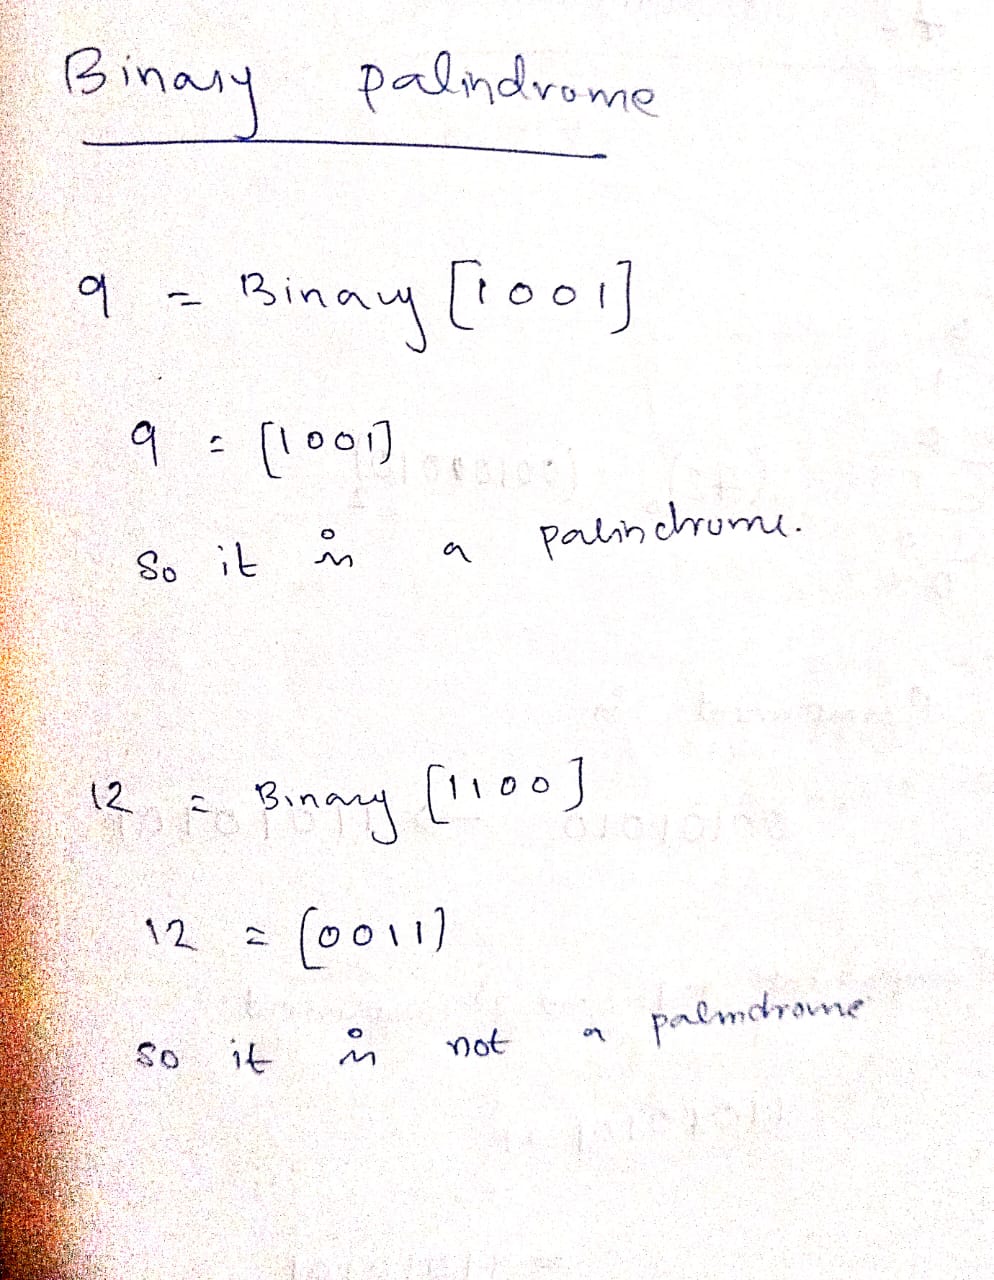 Binary palindrome
9 = Binary [1001]
9 = [1001]
So it is a palindrome.
12 = Binary [1100]
12 = [0011]
so it is not a palindrome